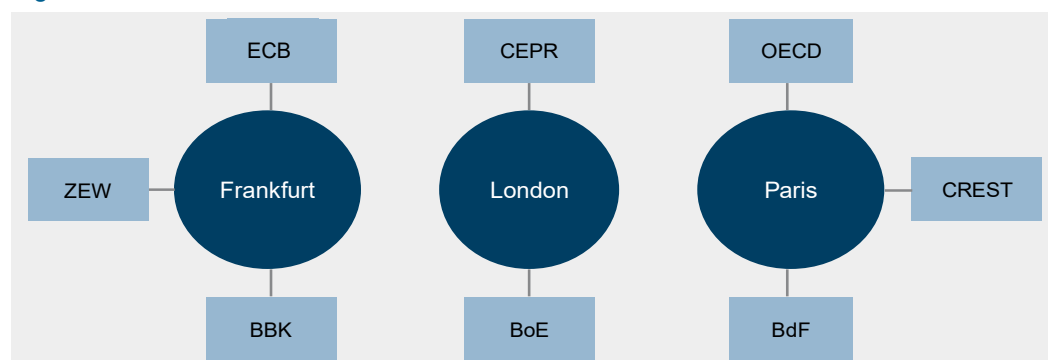 ECB
CEPR
OECD
ZEW
Frankfurt
London
Paris
CREST
BBK
BoE
BdF